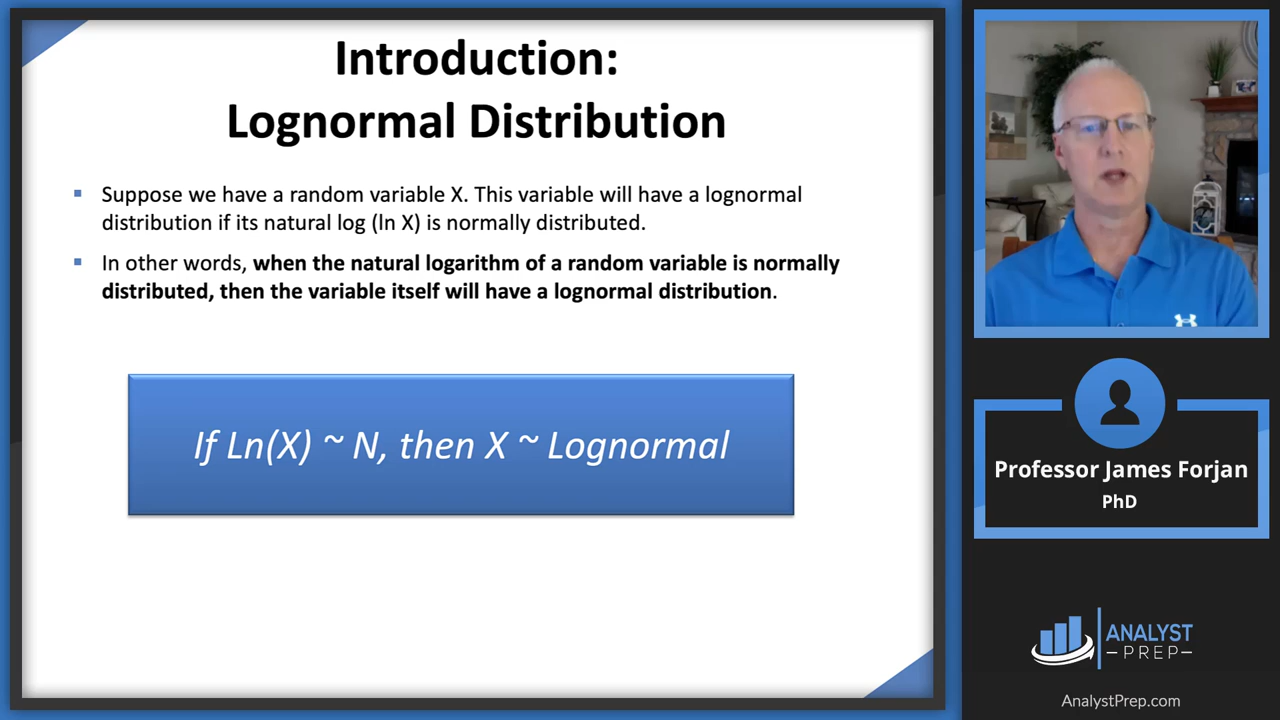 Introduction:
Lognormal Distribution
▪ Suppose we have a random variable X. This variable will have a lognormal
distribution if its natural log (ln X) is normally distributed.
▪ In other words, when the natural logarithm of a random variable is normally
distributed, then the variable itself will have a lognormal distribution.
If Ln(X) ~ N, then X ~ Lognormal
Professor James Forjan
PhD
ANALYST
–PREP–
AnalystPrep.com